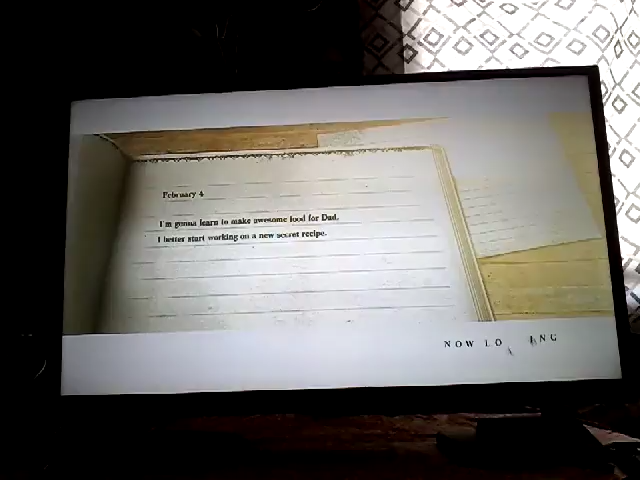 February 4
I'm gonna learn to make awesome food for Dad.
I better start working on a new secret recipe.
NOW LO ING